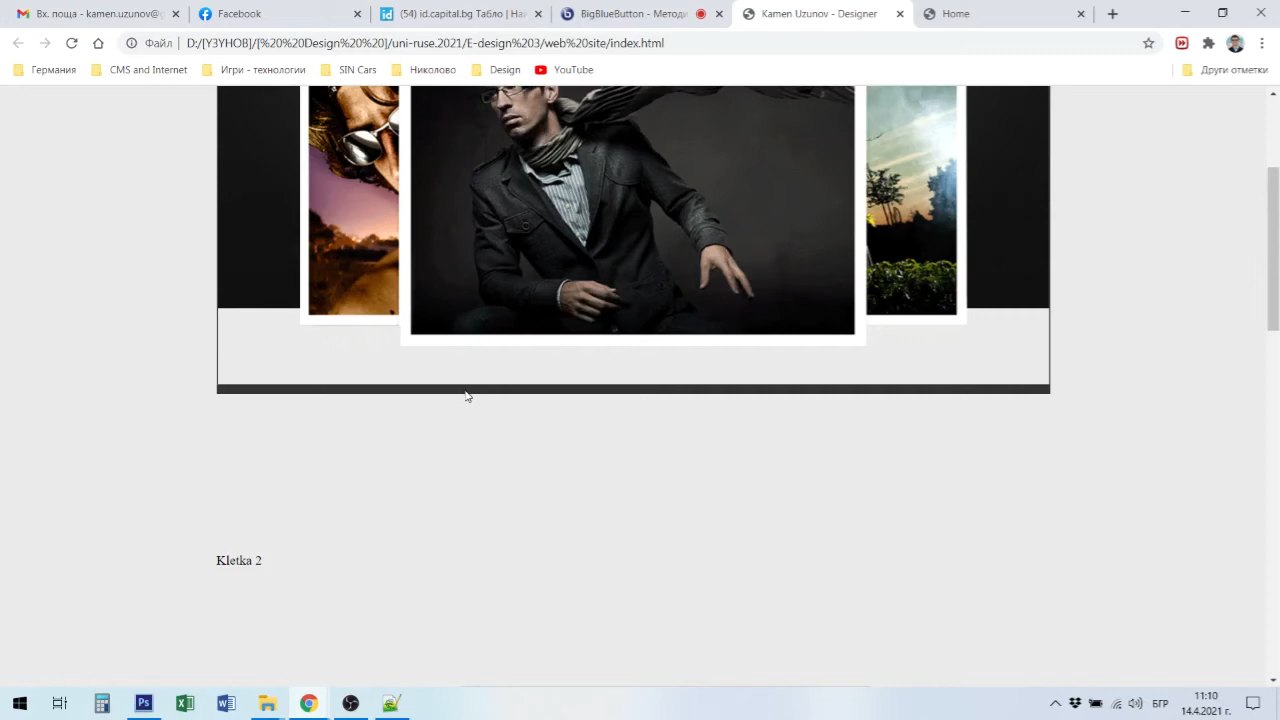 Вх. поща - kamen.uzunov@g
Facebook
(54) id.capital.bg Табло | На
BigBlueButton - Методи
Kamen Uzunov - Designer
Home
Файл
D:/[Y3YHOB]/[%20%20Design%20%20]/uni-ruse.2021/E-design%203/web%20site/index.html
Германия
CMS and Internet
Игри - технологии
SIN Cars
Николово
Design
YouTube
Други отметки
Kletka 2
11:10
БГР
14.4.2021 г.